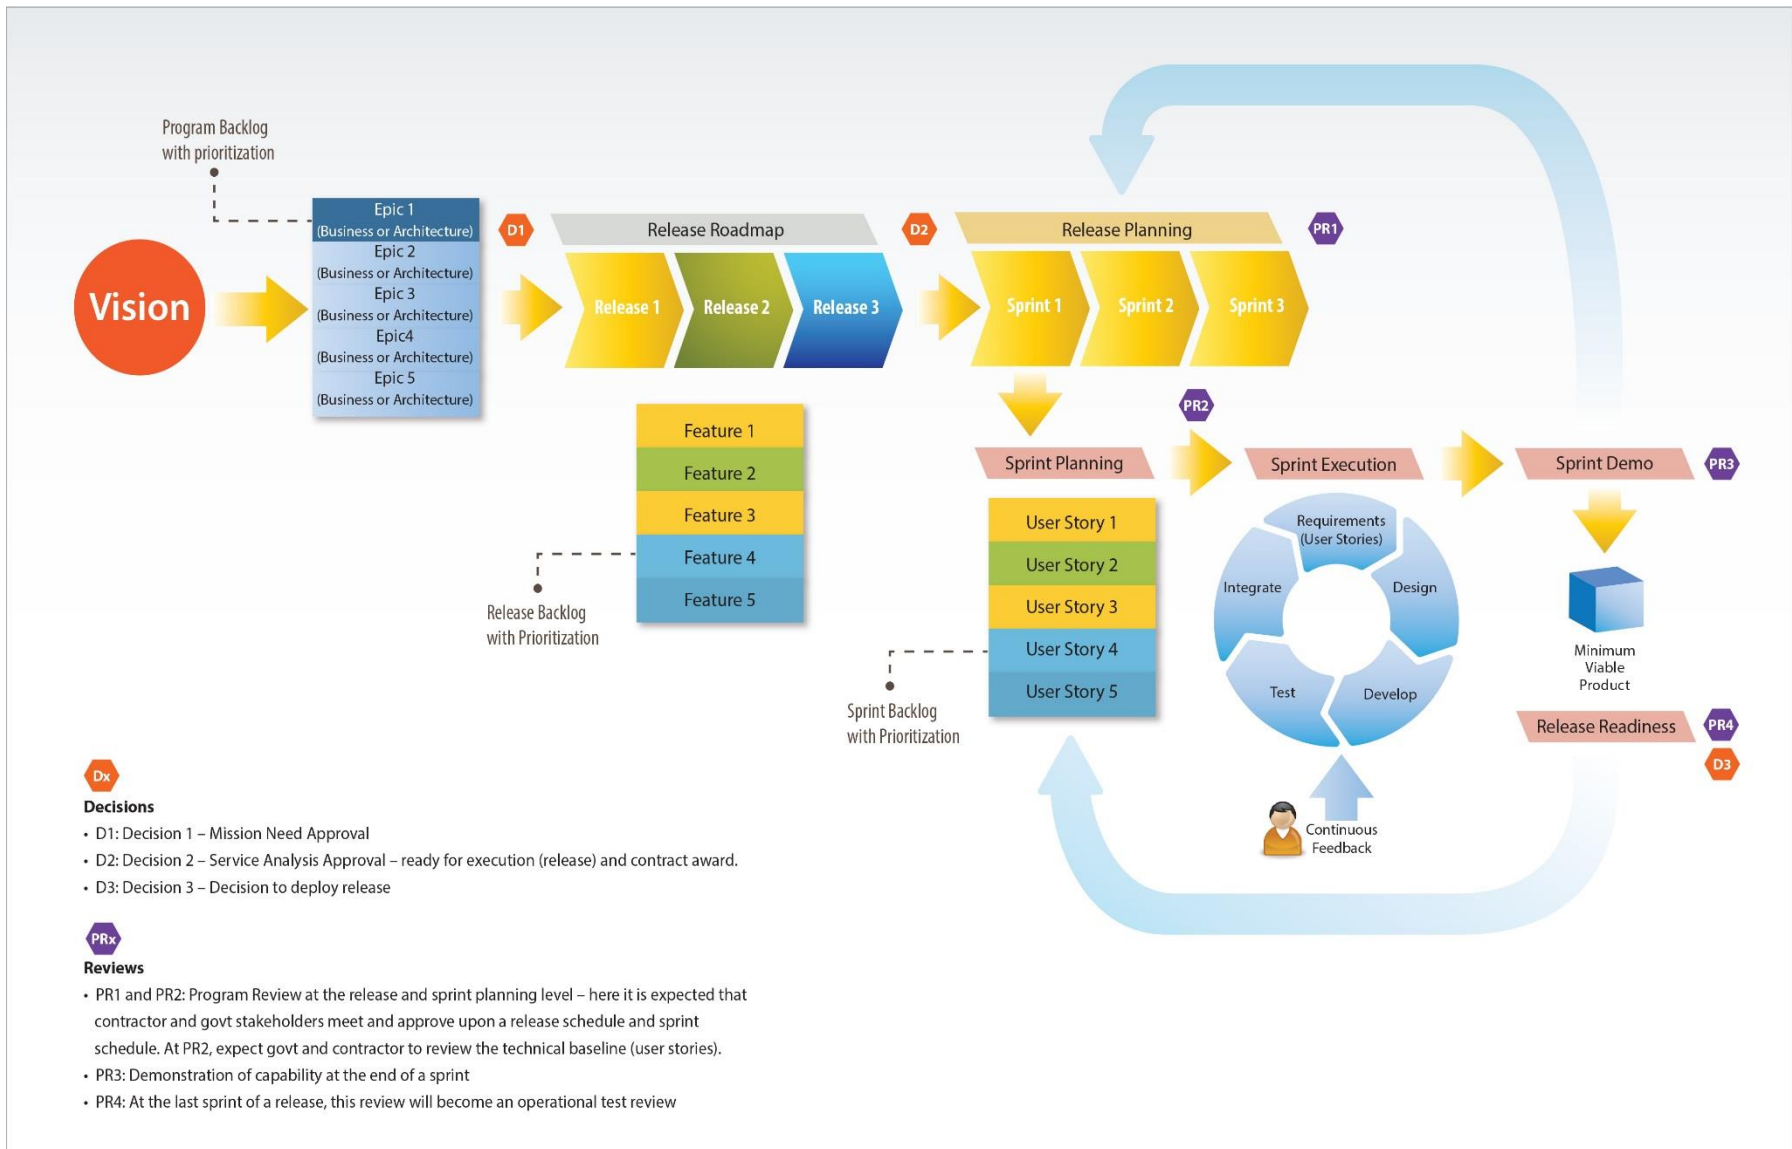 Program Backlog
with prioritization
Vision
Epic 1
(Business or Architecture)
Epic 2
(Business or Architecture)
Epic 3
(Business or Architecture)
Epic4
(Business or Architecture)
Epic 5
(Business or Architecture)
D1
Release Roadmap
Release 1
Release 2
Release 3
D2
Release Planning
PR1
Sprint 1
Sprint 2
Sprint 3
Feature 1
Feature 2
Feature 3
Feature 4
Feature 5
Release Backlog
with Prioritization
Sprint Planning
PR2
Sprint Execution
Sprint Demo
PR3
User Story 1
User Story 2
User Story 3
User Story 4
User Story 5
Sprint Backlog
with Prioritization
Requirements
(User Stories)
Design
Develop
Test
Integrate
Continuous
Feedback
Minimum
Viable
Product
Release Readiness
PR4
D3
Dx
Decisions
• D1: Decision 1 – Mission Need Approval
• D2: Decision 2 – Service Analysis Approval – ready for execution (release) and contract award.
• D3: Decision 3 – Decision to deploy release
PRx
Reviews
• PR1 and PR2: Program Review at the release and sprint planning level – here it is expected that
contractor and govt stakeholders meet and approve upon a release schedule and sprint
schedule. At PR2, expect govt and contractor to review the technical baseline (user stories).
• PR3: Demonstration of capability at the end of a sprint
• PR4: At the last sprint of a release, this review will become an operational test review